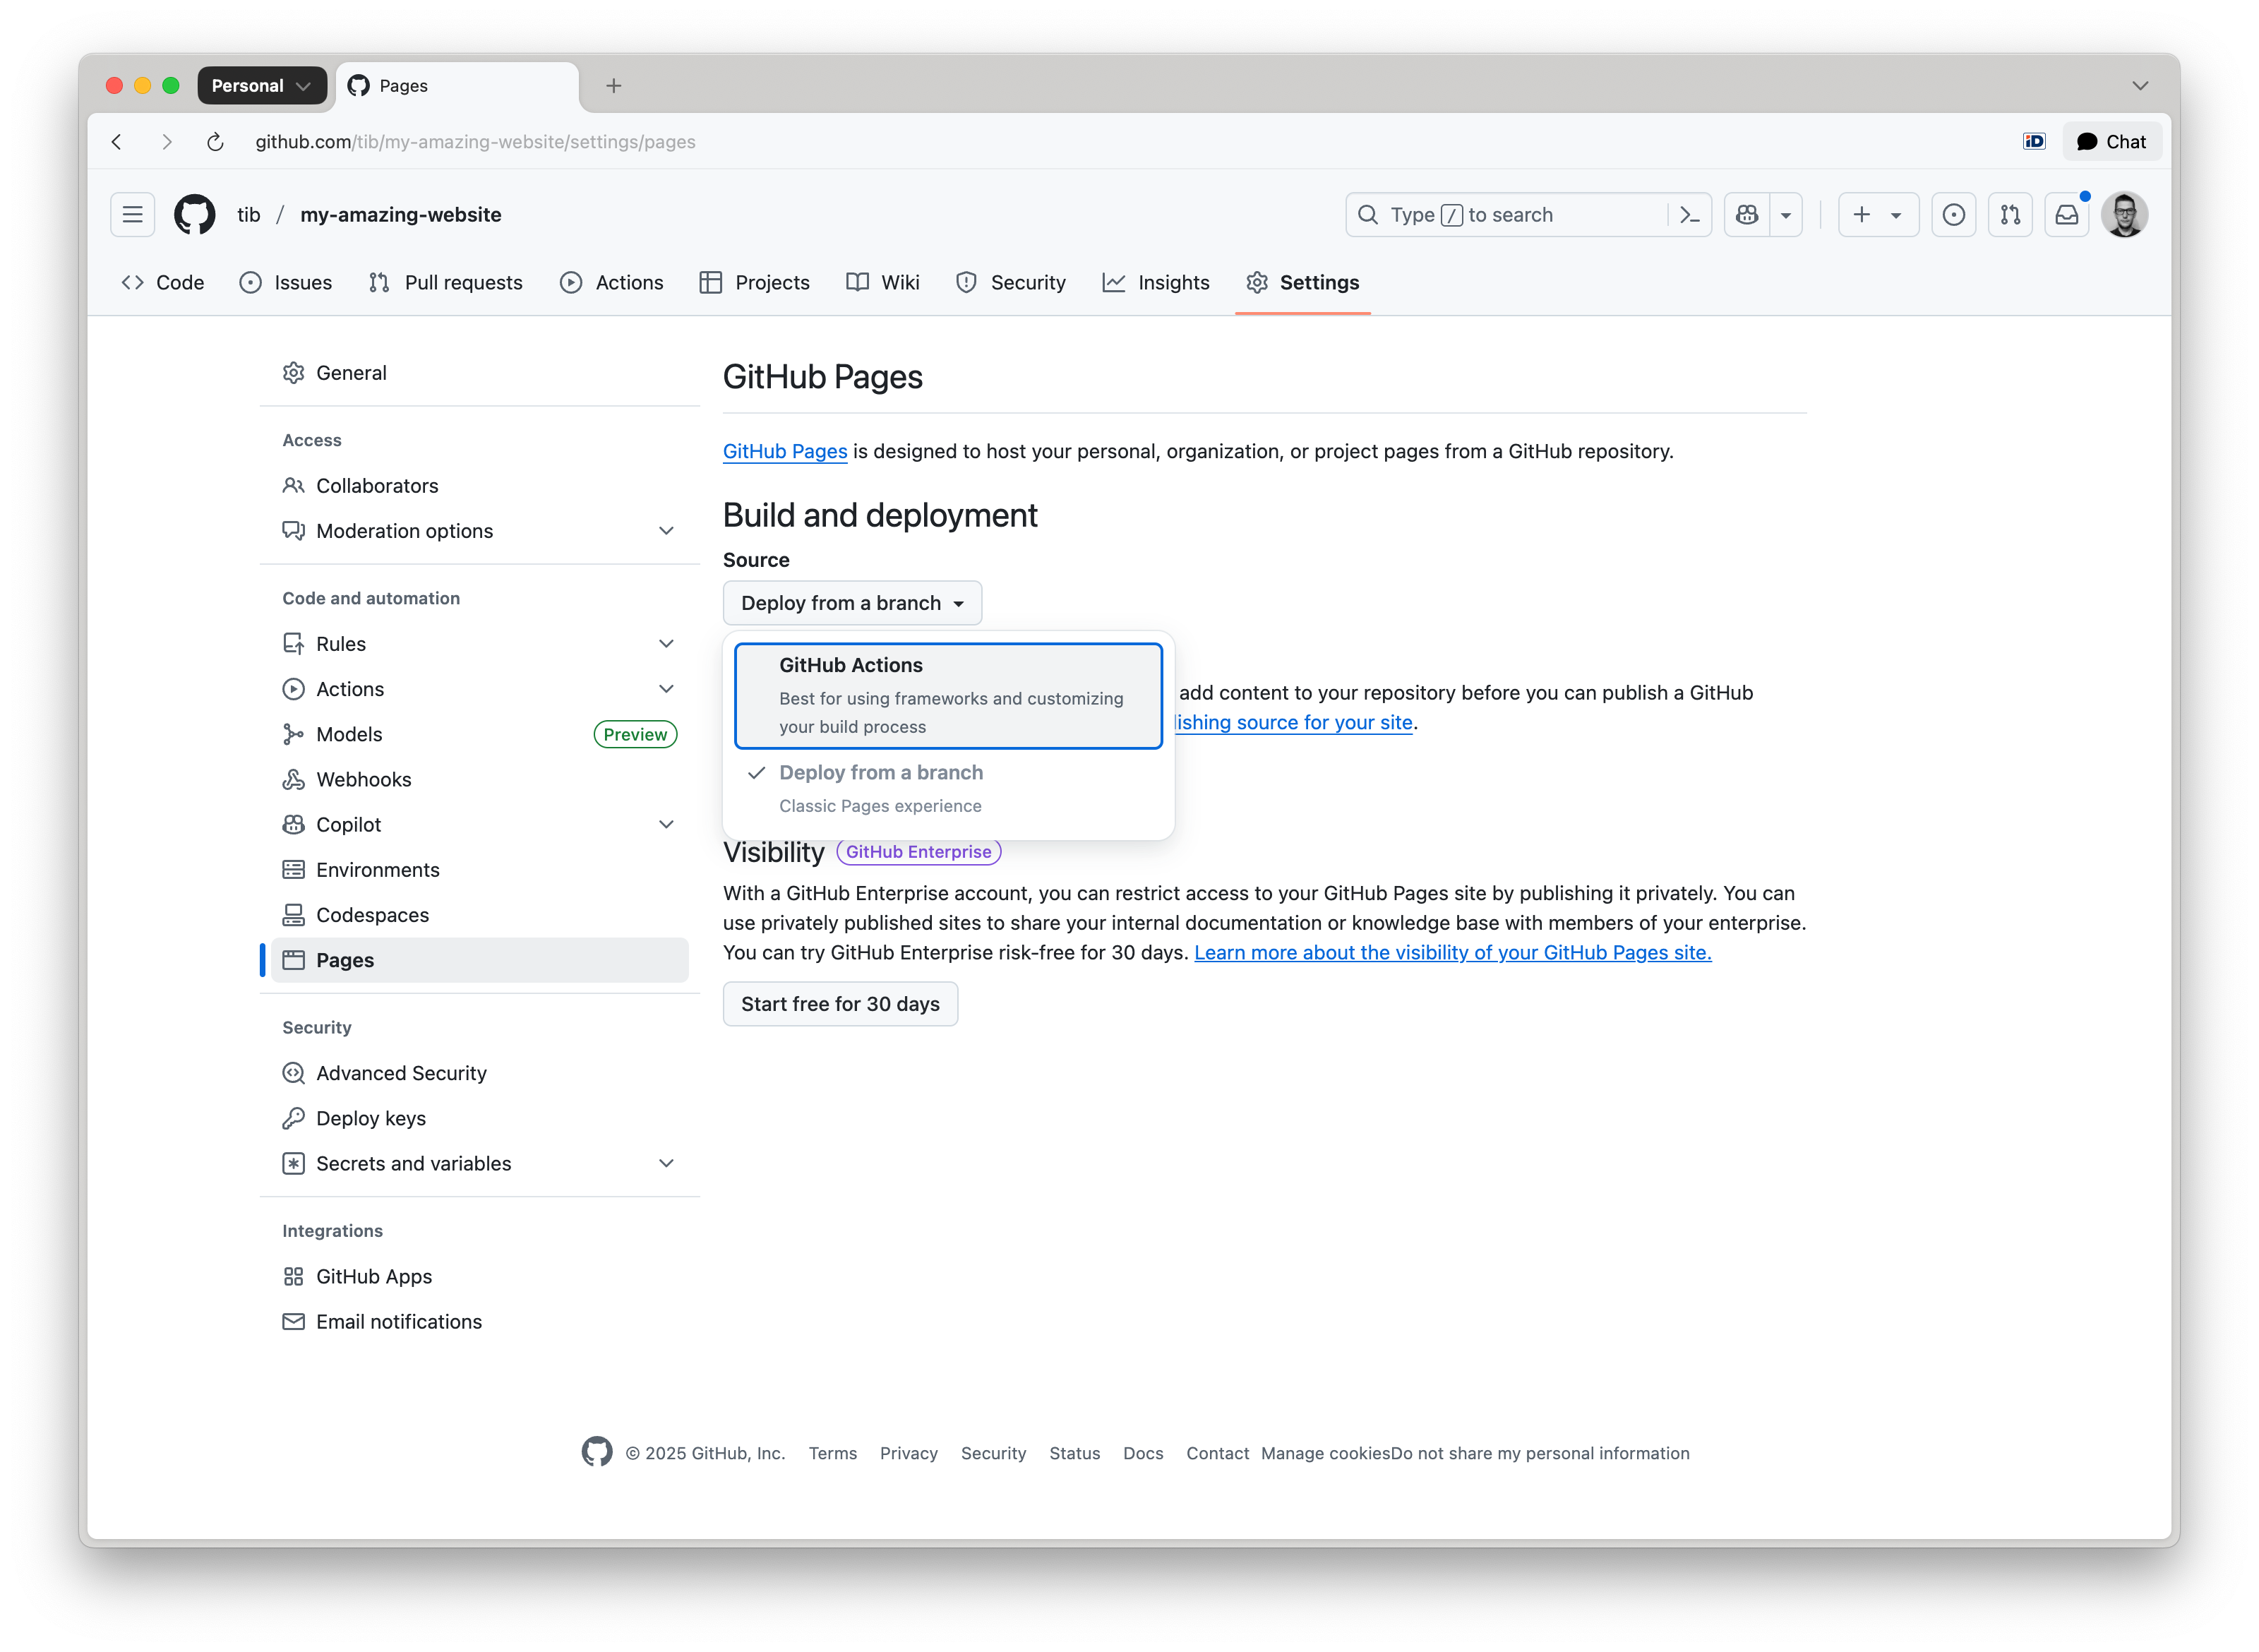 Personal
Pages
github.com/tib/my-amazing-website/settings/pages
iD
Chat
tib / my-amazing-website
Type / to search
Code
Issues
Pull requests
Actions
Projects
Wiki
Security
Insights
Settings
General
Access
Collaborators
Moderation options
Code and automation
Rules
Actions
Models
Preview
Webhooks
Copilot
Environments
Codespaces
Pages
Security
Advanced Security
Deploy keys
Secrets and variables
Integrations
GitHub Apps
Email notifications
GitHub Pages
GitHub Pages is designed to host your personal, organization, or project pages from a GitHub repository.
Build and deployment
Source
Deploy from a branch
GitHub Actions
Best for using frameworks and customizing
your build process
Deploy from a branch
Classic Pages experience
add content to your repository before you can publish a GitHub
lishing source for your site.
Visibility
GitHub Enterprise
With a GitHub Enterprise account, you can restrict access to your GitHub Pages site by publishing it privately. You can
use privately published sites to share your internal documentation or knowledge base with members of your enterprise.
You can try GitHub Enterprise risk-free for 30 days. Learn more about the visibility of your GitHub Pages site.
Start free for 30 days
© 2025 GitHub, Inc.
Terms
Privacy
Security
Status
Docs
Contact
Manage cookies
Do not share my personal information